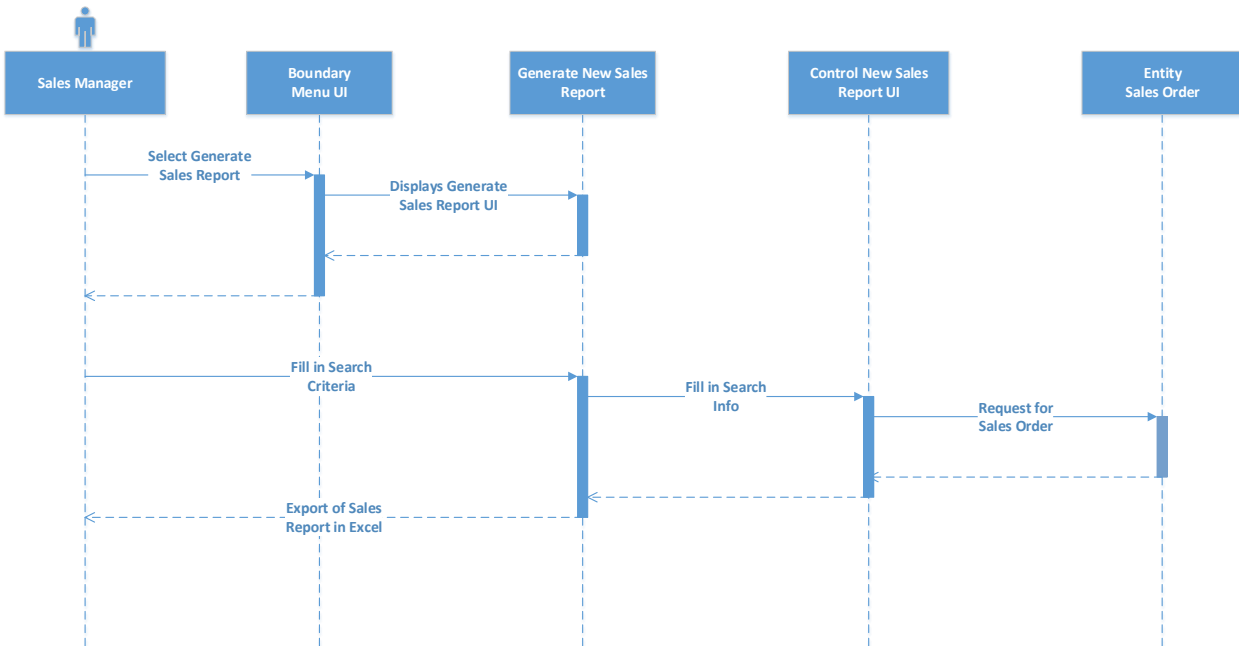 Sales Manager
Boundary
Menu UI
Generate New Sales
Report
Control New Sales
Report UI
Entity
Sales Order
Select Generate
Sales Report
Displays Generate
Sales Report UI
Fill in Search
Criteria
Fill in Search
Info
Request for
Sales Order
Export of Sales
Report in Excel